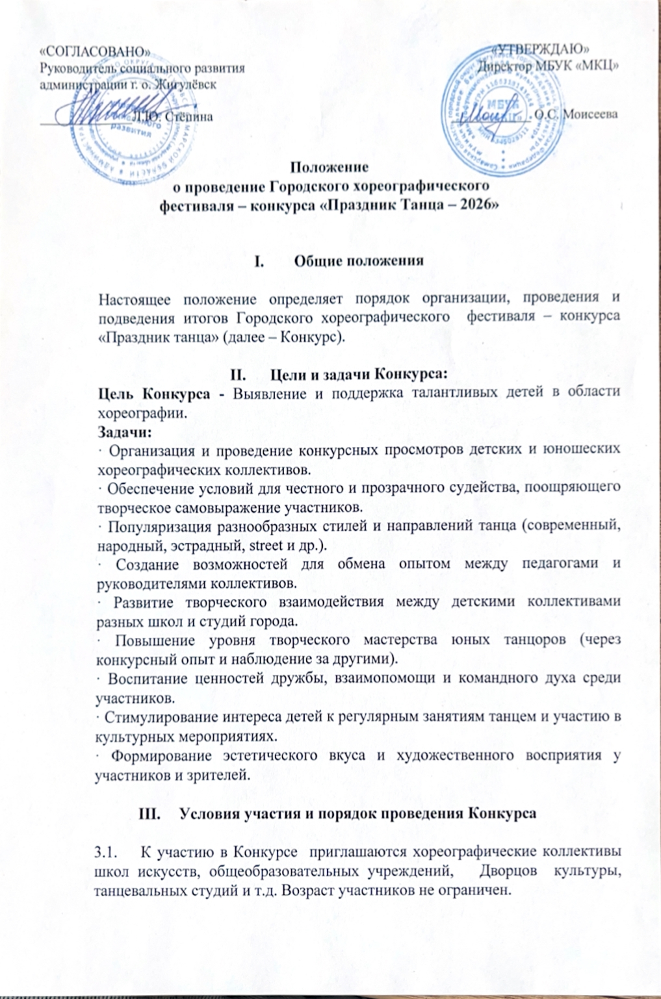 «СОГЛАСОВАНО»
Руководитель социального развития
администрации г. о. Жигулёвск
Л.Ю. Стёпина
«УТВЕРЖДАЮ»
Директор МБУК «МКЦ»
О.С. Моисеева
МБУК
развития
Положение
о проведение Городского хореографического
фестиваля – конкурса «Праздник Танца – 2026»
I. Общие положения
Настоящее положение определяет порядок организации, проведения и
подведения итогов Городского хореографического фестиваля – конкурса
«Праздник танца» (далее – Конкурс).
II. Цели и задачи Конкурса:
Цель Конкурса - Выявление и поддержка талантливых детей в области
хореографии.
Задачи:
· Организация и проведение конкурсных просмотров детских и юношеских
хореографических коллективов.
· Обеспечение условий для честного и прозрачного судейства, поощряющего
творческое самовыражение участников.
· Популяризация разнообразных стилей и направлений танца (современный,
народный, эстрадный, street и др.).
· Создание возможностей для обмена опытом между педагогами и
руководителями коллективов.
· Развитие творческого взаимодействия между детскими коллективами
разных школ и студий города.
· Повышение уровня творческого мастерства юных танцоров (через
конкурсный опыт и наблюдение за другими).
· Воспитание ценностей дружбы, взаимопомощи и командного духа среди
участников.
· Стимулирование интереса детей к регулярным занятиям танцем и участию в
культурных мероприятиях.
· Формирование эстетического вкуса и художественного восприятия у
участников и зрителей.
III. Условия участия и порядок проведения Конкурса
3.1. К участию в Конкурсе приглашаются хореографические коллективы
школ искусств, общеобразовательных учреждений, Дворцов культуры,
танцевальных студий и т.д. Возраст участников не ограничен.